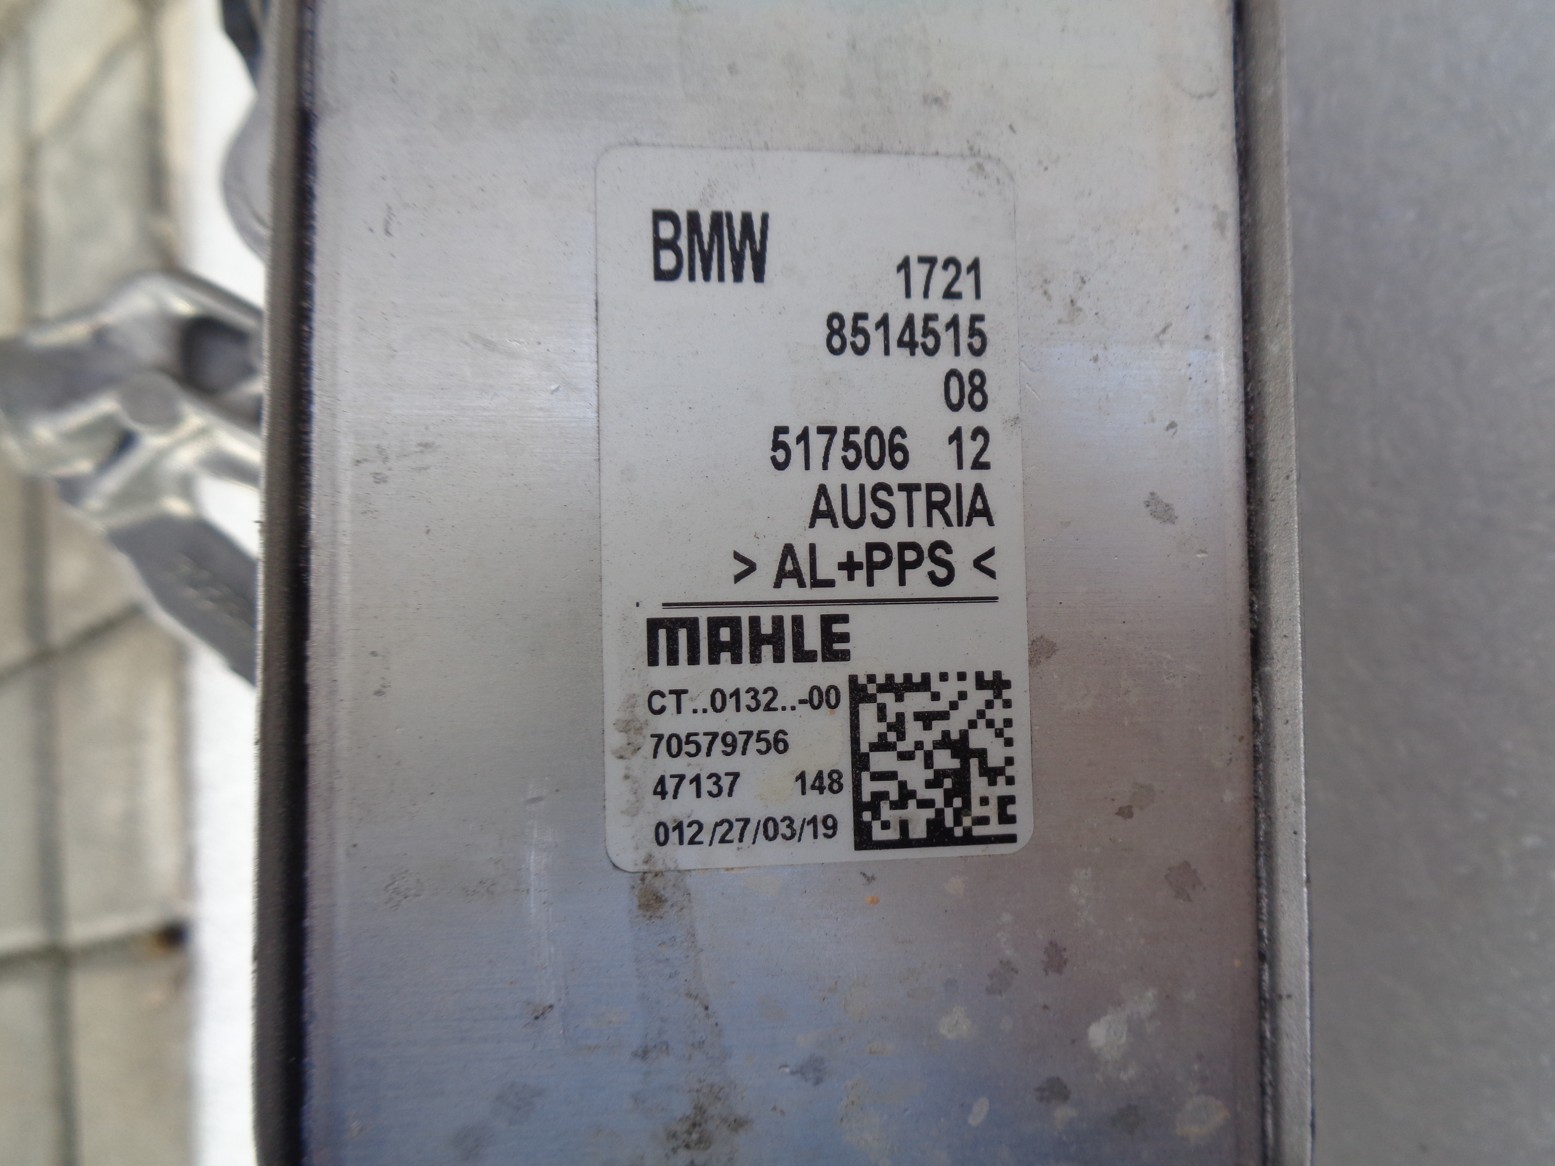 BMW
1721
8514515
08
517506 12
AUSTRIA
> AL+PPS <
MAHLE
CT..0132..-00
70579756
47137 148
012/27/03/19